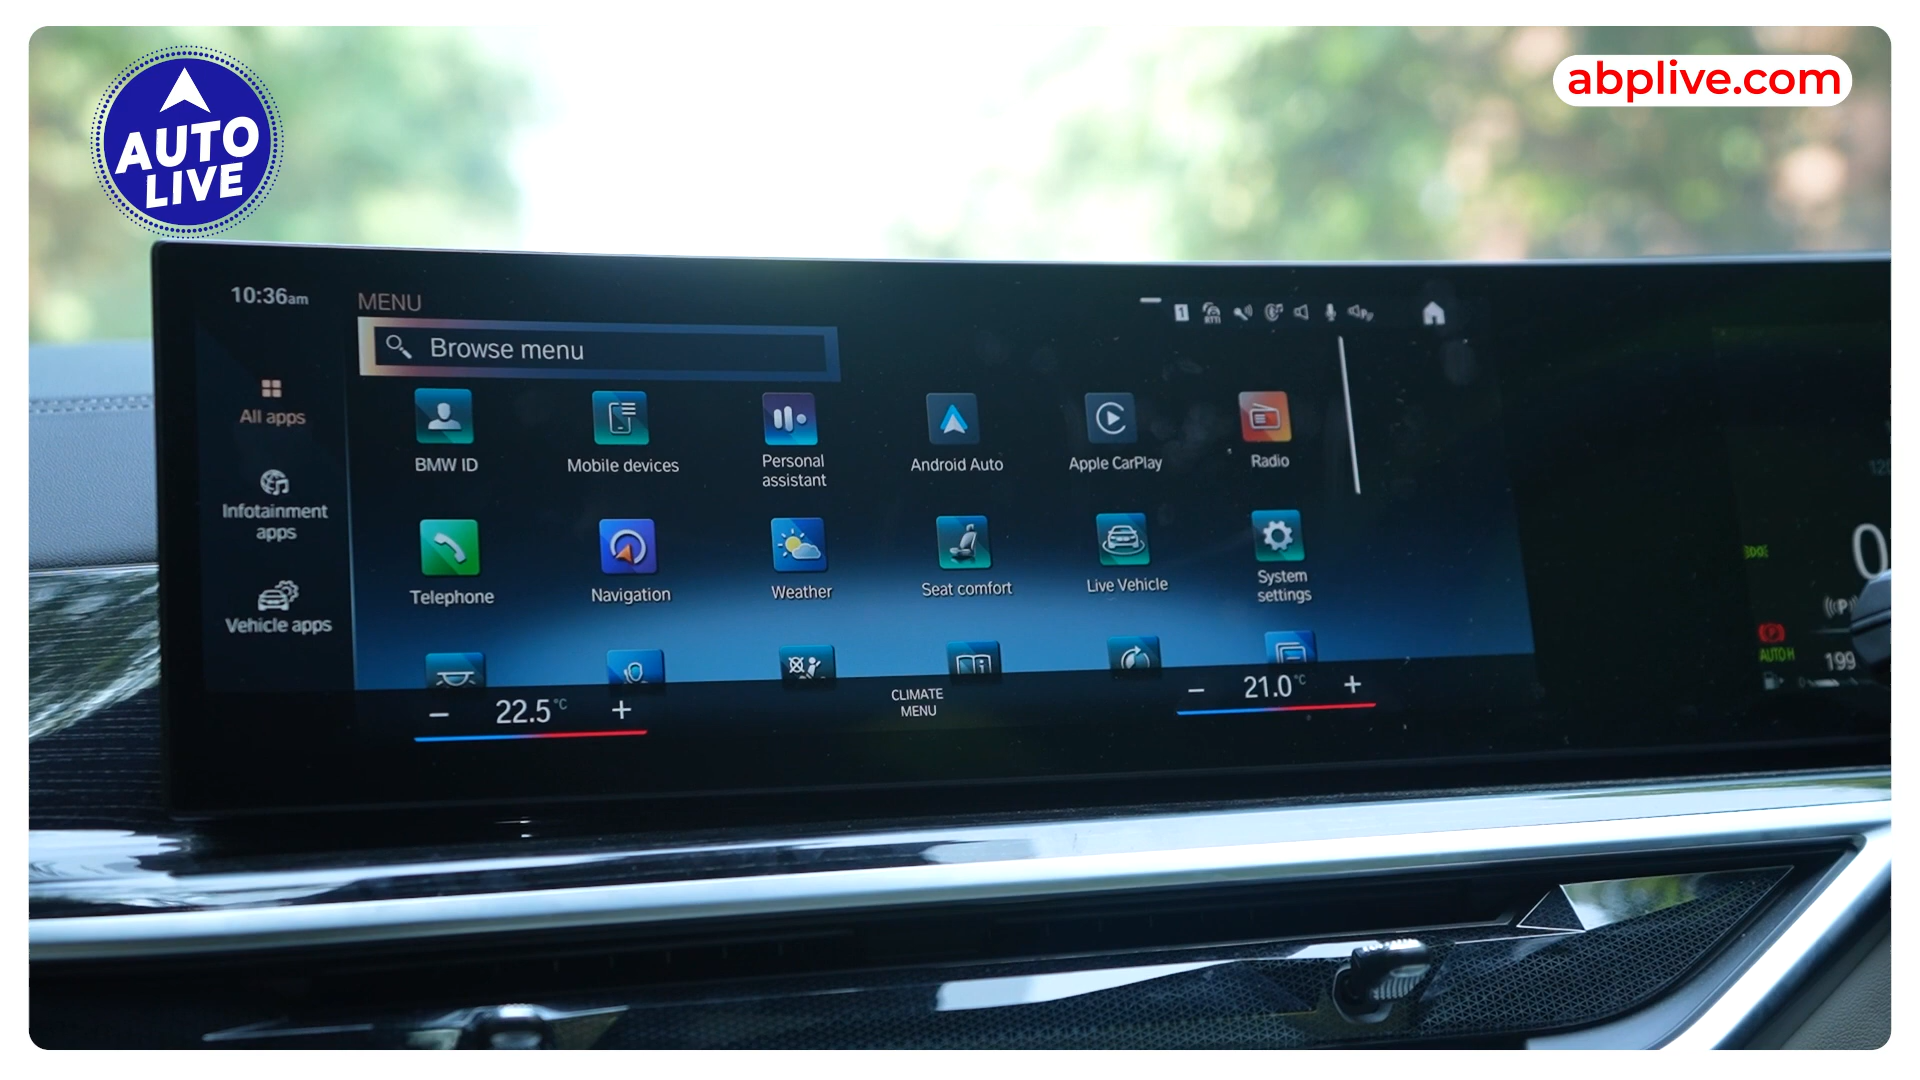 AUTO
LIVE
abplive.com
10:36am
MENU
1
Browse menu
All apps
Infotainment
apps
Vehicle apps
BMW ID
Mobile devices
Personal
assistant
Android Auto
Apple CarPlay
Radio
Telephone
Navigation
Weather
Seat comfort
Live Vehicle
System
settings
22.5°C
CLIMATE
MENU
21.0°C
AUTO H
199